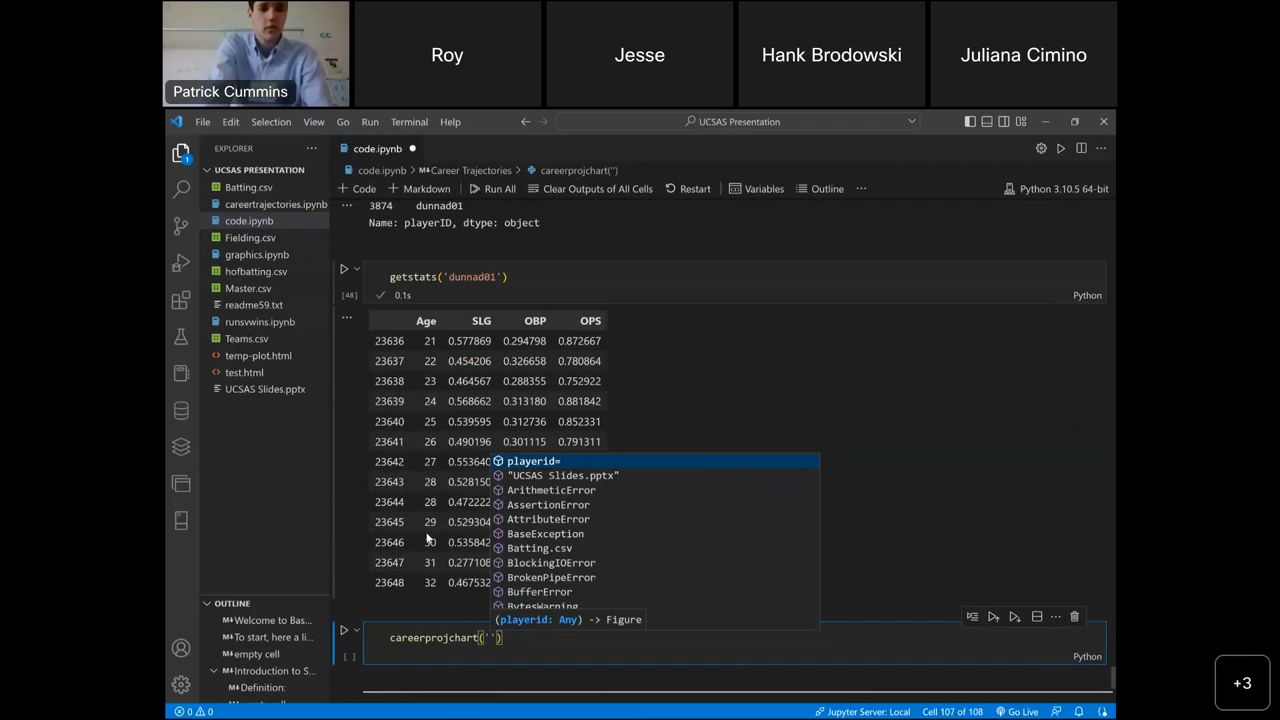 Patrick Cummins
Roy
Jesse
Hank Brodowski
Juliana Cimino
File Edit Selection View Go Run Terminal Help
UCSAS Presentation
EXPLORER
code.ipynb
code.ipynb > M↓Career Trajectories > careerprojchart('')
UCSAS PRESENTATION
+ Code + Markdown Run All Clear Outputs of All Cells Restart Variables Outline ... Python 3.10.5 64-bit
Batting.csv
careertrajectories.ipynb
code.ipynb
Fielding.csv
graphics.ipynb
hofbatting.csv
Master.csv
readme59.txt
runsvwins.ipynb
Teams.csv
temp-plot.html
test.html
UCSAS Slides.pptx
3874 dunnad01
Name: playerID, dtype: object
getstats('dunnad01')
[48] 0.1s Python
Age SLG OBP OPS
23636 21 0.577869 0.294798 0.872667
23637 22 0.454206 0.326658 0.780864
23638 23 0.464567 0.288355 0.752922
23639 24 0.568662 0.313180 0.881842
23640 25 0.539595 0.312736 0.852331
23641 26 0.490196 0.301115 0.791311
23642 27 0.553640
23643 28 0.528150
23644 28 0.472222
23645 29 0.529304
23646 30 0.535842
23647 31 0.277108
23648 32 0.467532
playerid=
"UCSAS Slides.pptx"
ArithmeticError
AssertionError
AttributeError
BaseException
Batting.csv
BlockingIOError
BrokenPipeError
BufferError
BytesWarning
(playerid: Any) -> Figure
careerprojchart('')
[ ] Python
OUTLINE
M↓Welcome to Bas...
M↓To start, here a li...
M↓empty cell
M↓Introduction to S...
M↓Definition:
+3
0 0 Jupyter Server: Local Cell 107 of 108 Go Live